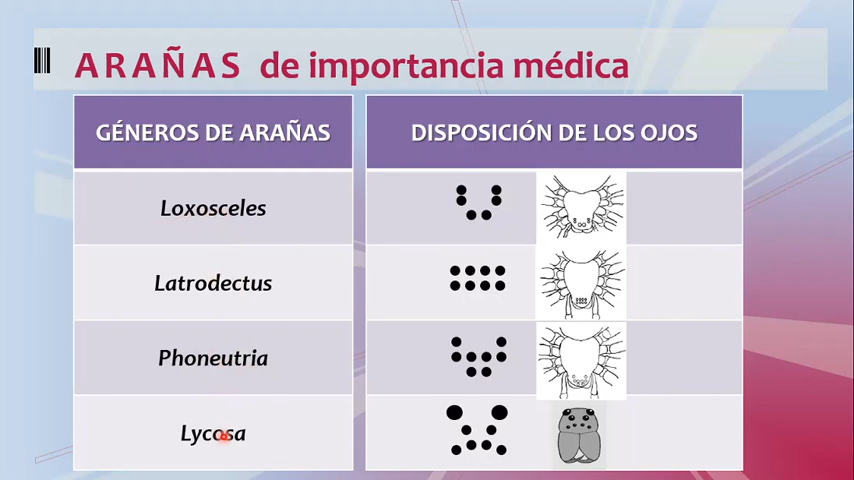 ARAÑAS de importancia médica
GÉNEROS DE ARAÑAS
DISPOSICIÓN DE LOS OJOS
Loxosceles
Latrodectus
Phoneutria
Lycosa